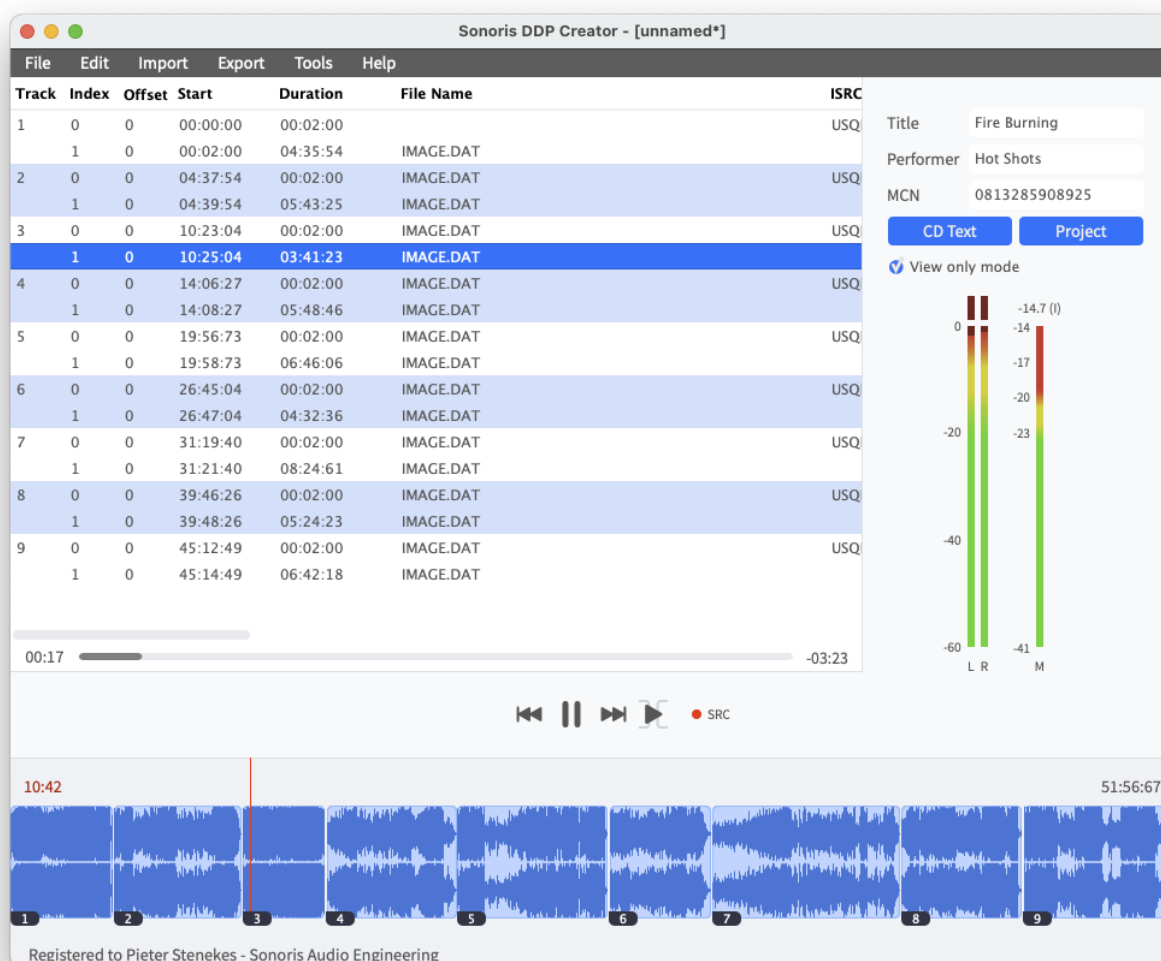 Sonoris DDP Creator - [unnamed*]
File Edit Import Export Tools Help
Track Index Offset Start Duration File Name ISRC
1 0 0 00:00:00 00:02:00 USQ
1 0 00:02:00 04:35:54 IMAGE.DAT
2 0 0 04:37:54 00:02:00 IMAGE.DAT USQ
1 0 04:39:54 05:43:25 IMAGE.DAT
3 0 0 10:23:04 00:02:00 IMAGE.DAT USQ
1 0 10:25:04 03:41:23 IMAGE.DAT
4 0 0 14:06:27 00:02:00 IMAGE.DAT USQ
1 0 14:08:27 05:48:46 IMAGE.DAT
5 0 0 19:56:73 00:02:00 IMAGE.DAT USQ
1 0 19:58:73 06:46:06 IMAGE.DAT
6 0 0 26:45:04 00:02:00 IMAGE.DAT USQ
1 0 26:47:04 04:32:36 IMAGE.DAT
7 0 0 31:19:40 00:02:00 IMAGE.DAT USQ
1 0 31:21:40 08:24:61 IMAGE.DAT
8 0 0 39:46:26 00:02:00 IMAGE.DAT USQ
1 0 39:48:26 05:24:23 IMAGE.DAT
9 0 0 45:12:49 00:02:00 IMAGE.DAT USQ
1 0 45:14:49 06:42:18 IMAGE.DAT
00:17 -03:23
Title Fire Burning
Performer Hot Shots
MCN 0813285908925
CD Text Project
View only mode
-14.7 (I)
0 -14
-17
-20
-20 -23
-40
-60 -41
L R M
SRC
10:42 51:56:67
1 2 3 4 5 6 7 8 9
Registered to Pieter Stenekes - Sonoris Audio Engineering